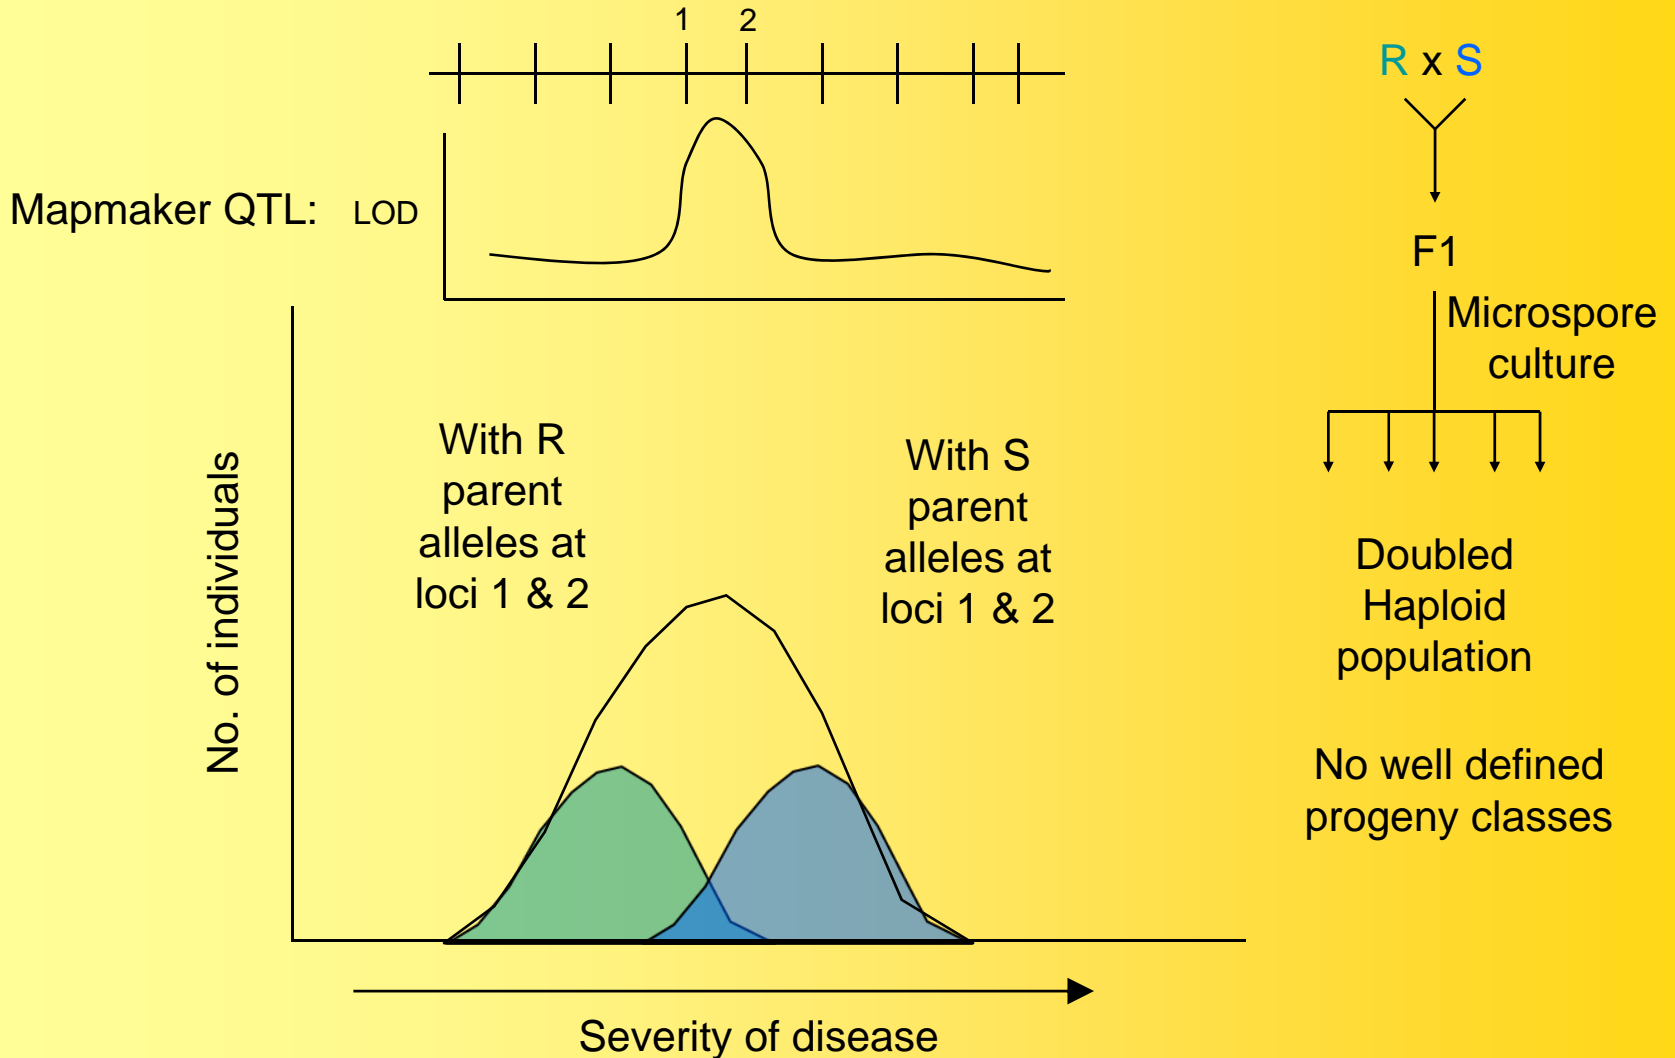 1 2
Mapmaker QTL: LOD
No. of individuals
With R
parent
alleles at
loci 1 & 2
With S
parent
alleles at
loci 1 & 2
Severity of disease
R x S
F1
Microspore
culture
Doubled
Haploid
population
No well defined
progeny classes